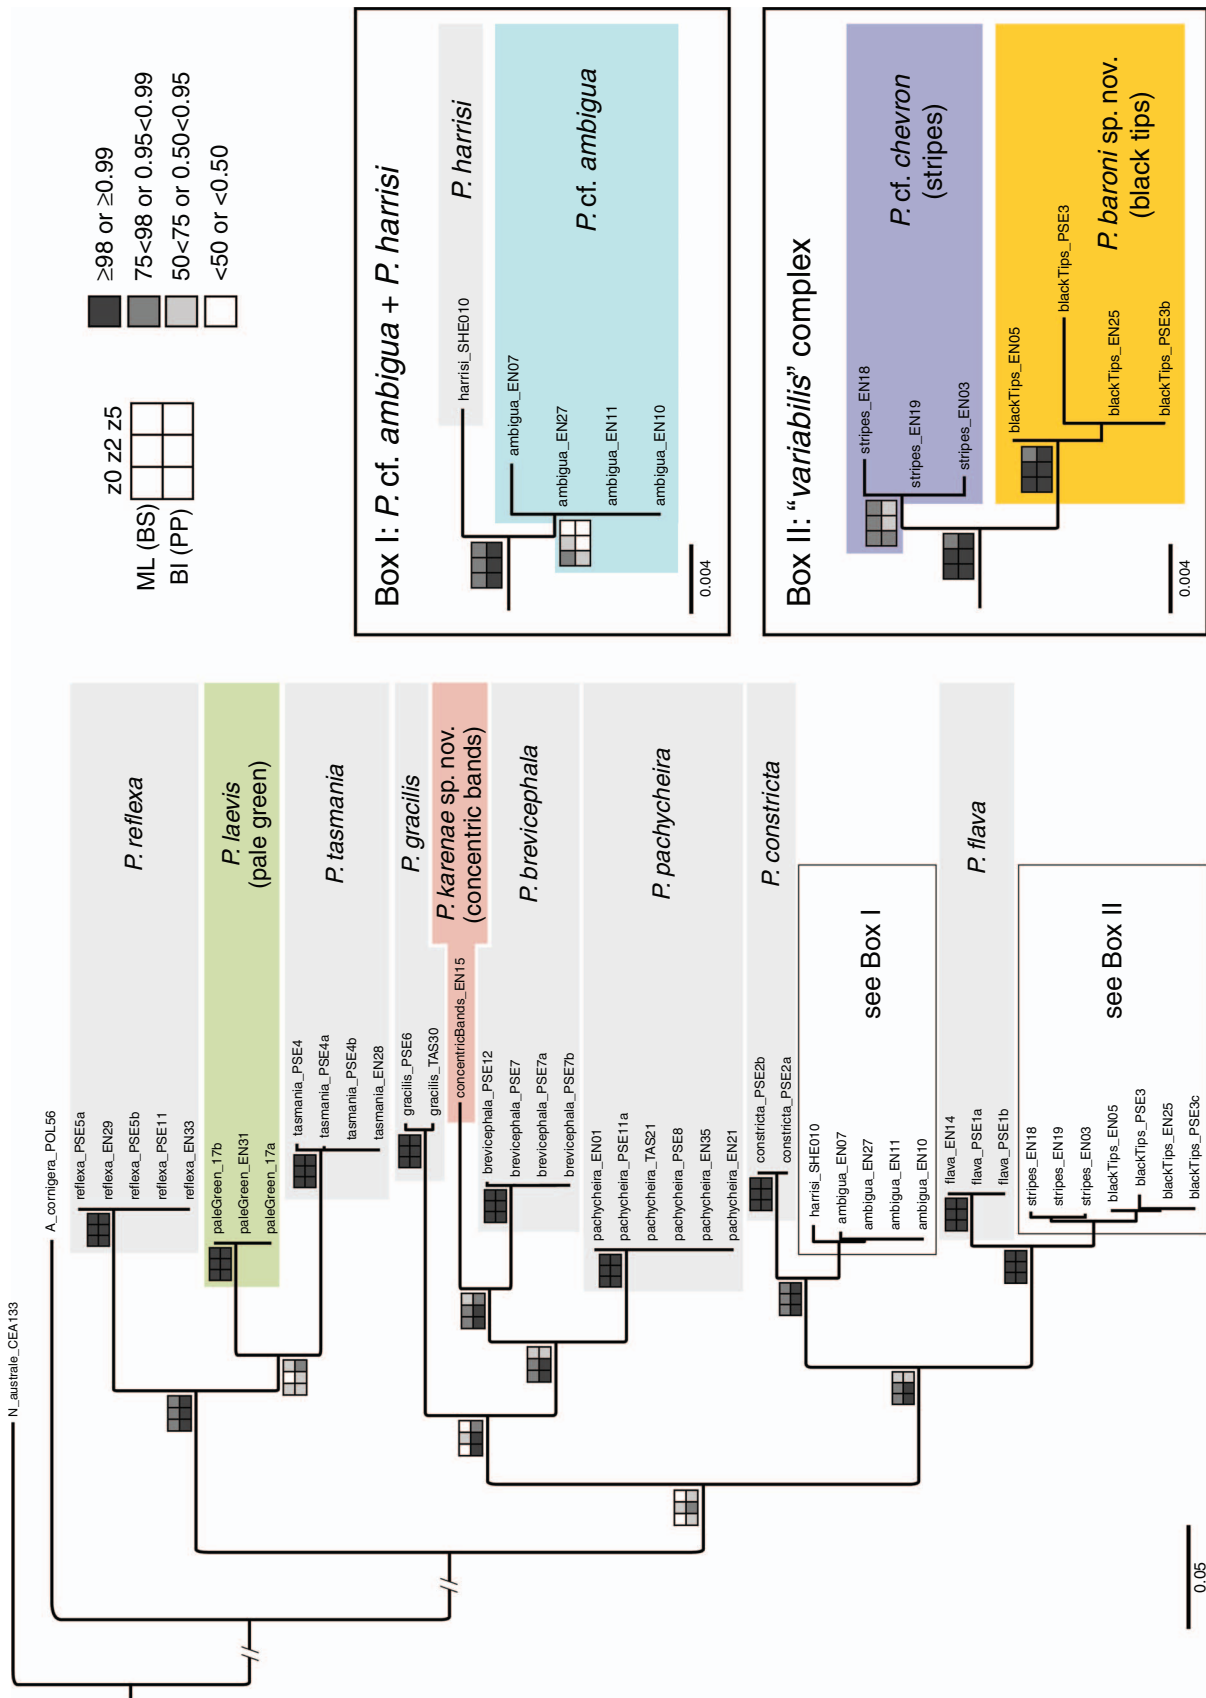 N_australe_CEA133
A_cornigera_POL56
reflexa_PSE5a
reflexa_EN29
reflexa_PSE5b
reflexa_PSE11
reflexa_EN33
P. reflexa
paleGreen_17b
paleGreen_EN31
paleGreen_17a
P. laevis
(pale green)
tasmania_PSE4
tasmania_PSE4a
tasmania_PSE4b
tasmania_EN28
P. tasmania
gracilis_PSE6
gracilis_TAS30
P. gracilis
concentricBands_EN15
P. karenae sp. nov.
(concentric bands)
brevicephala_PSE12
brevicephala_PSE7
brevicephala_PSE7a
brevicephala_PSE7b
P. brevicephala
pachycheira_EN01
pachycheira_PSE11a
pachycheira_TAS21
pachycheira_PSE8
pachycheira_EN35
pachycheira_EN21
P. pachycheira
constricta_PSE2b
constricta_PSE2a
P. constricta
harrisi_SHE010
ambigua_EN07
ambigua_EN27
ambigua_EN11
ambigua_EN10
see Box I
flava_EN14
flava_PSE1a
flava_PSE1b
P. flava
stripes_EN18
stripes_EN19
stripes_EN03
blackTips_EN05
blackTips_PSE3
blackTips_EN25
blackTips_PSE3c
see Box II
0.05
z0 z2 z5
ML (BS)
BI (PP)
≥98 or ≥0.99
75<98 or 0.95<0.99
50<75 or 0.50<0.95
<50 or <0.50
Box I: P. cf. ambigua + P. harrisi
harrisi_SHE010
P. harrisi
ambigua_EN07
ambigua_EN27
ambigua_EN11
ambigua_EN10
P. cf. ambigua
0.004
Box II: "variabilis" complex
stripes_EN18
stripes_EN19
stripes_EN03
P. cf. chevron
(stripes)
blackTips_EN05
blackTips_PSE3
blackTips_EN25
blackTips_PSE3b
P. baroni sp. nov.
(black tips)
0.004